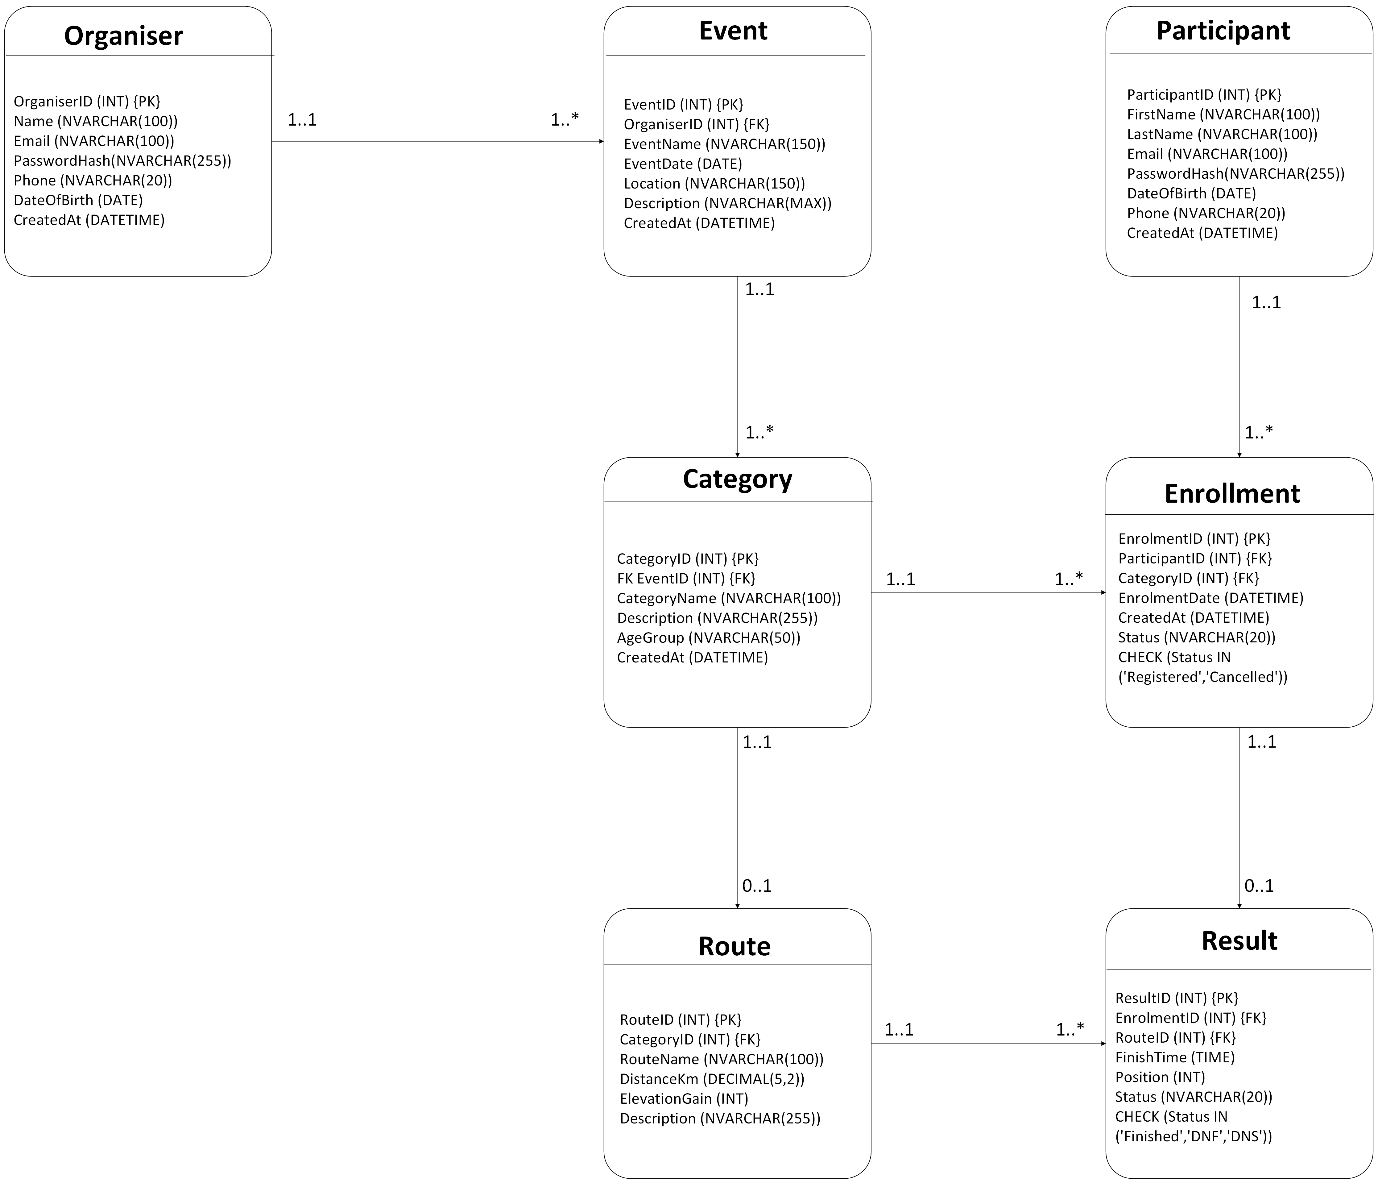 Organiser
OrganiserID (INT) {PK}
Name (NVARCHAR(100))
Email (NVARCHAR(100))
PasswordHash(NVARCHAR(255))
Phone (NVARCHAR(20))
DateOfBirth (DATE)
CreatedAt (DATETIME)
1..1
1..*
Event
EventID (INT) {PK}
OrganiserID (INT) {FK}
EventName (NVARCHAR(150))
EventDate (DATE)
Location (NVARCHAR(150))
Description (NVARCHAR(MAX))
CreatedAt (DATETIME)
1..1
1..*
Participant
ParticipantID (INT) {PK}
FirstName (NVARCHAR(100))
LastName (NVARCHAR(100))
Email (NVARCHAR(100))
PasswordHash(NVARCHAR(255))
DateOfBirth (DATE)
Phone (NVARCHAR(20))
CreatedAt (DATETIME)
1..1
1..*
Category
CategoryID (INT) {PK}
FK EventID (INT) {FK}
CategoryName (NVARCHAR(100))
Description (NVARCHAR(255))
AgeGroup (NVARCHAR(50))
CreatedAt (DATETIME)
1..1
1..*
Enrollment
EnrolmentID (INT) {PK}
ParticipantID (INT) {FK}
CategoryID (INT) {FK}
EnrolmentDate (DATETIME)
CreatedAt (DATETIME)
Status (NVARCHAR(20))
CHECK (Status IN
('Registered','Cancelled'))
1..1
0..1
1..1
0..1
Route
RouteID (INT) {PK}
CategoryID (INT) {FK}
RouteName (NVARCHAR(100))
DistanceKm (DECIMAL(5,2))
ElevationGain (INT)
Description (NVARCHAR(255))
1..1
1..*
Result
ResultID (INT) {PK}
EnrolmentID (INT) {FK}
RouteID (INT) {FK}
FinishTime (TIME)
Position (INT)
Status (NVARCHAR(20))
CHECK (Status IN
('Finished','DNF','DNS'))